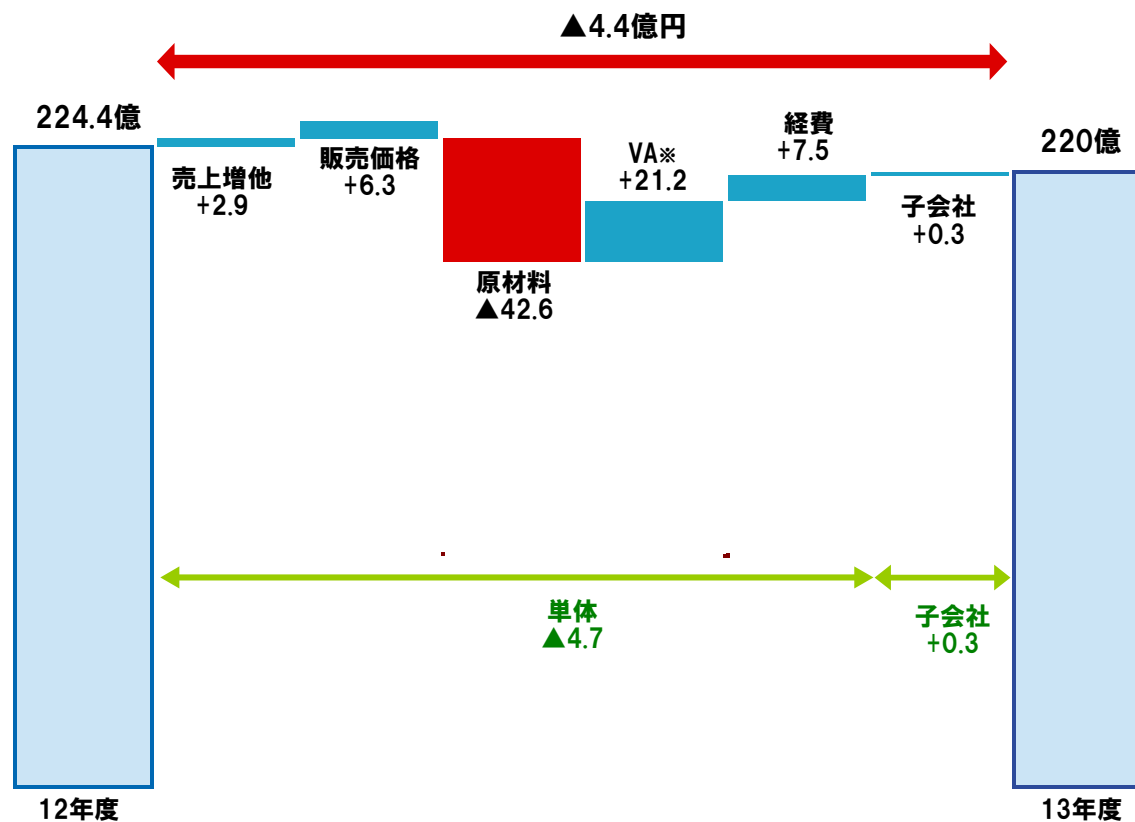 ▲4.4億円
224.4億
売上増他
+2.9
販売価格
+6.3
原材料
▲42.6
VA※
+21.2
経費
+7.5
子会社
+0.3
220億
単体
▲4.7
子会社
+0.3
12年度
13年度